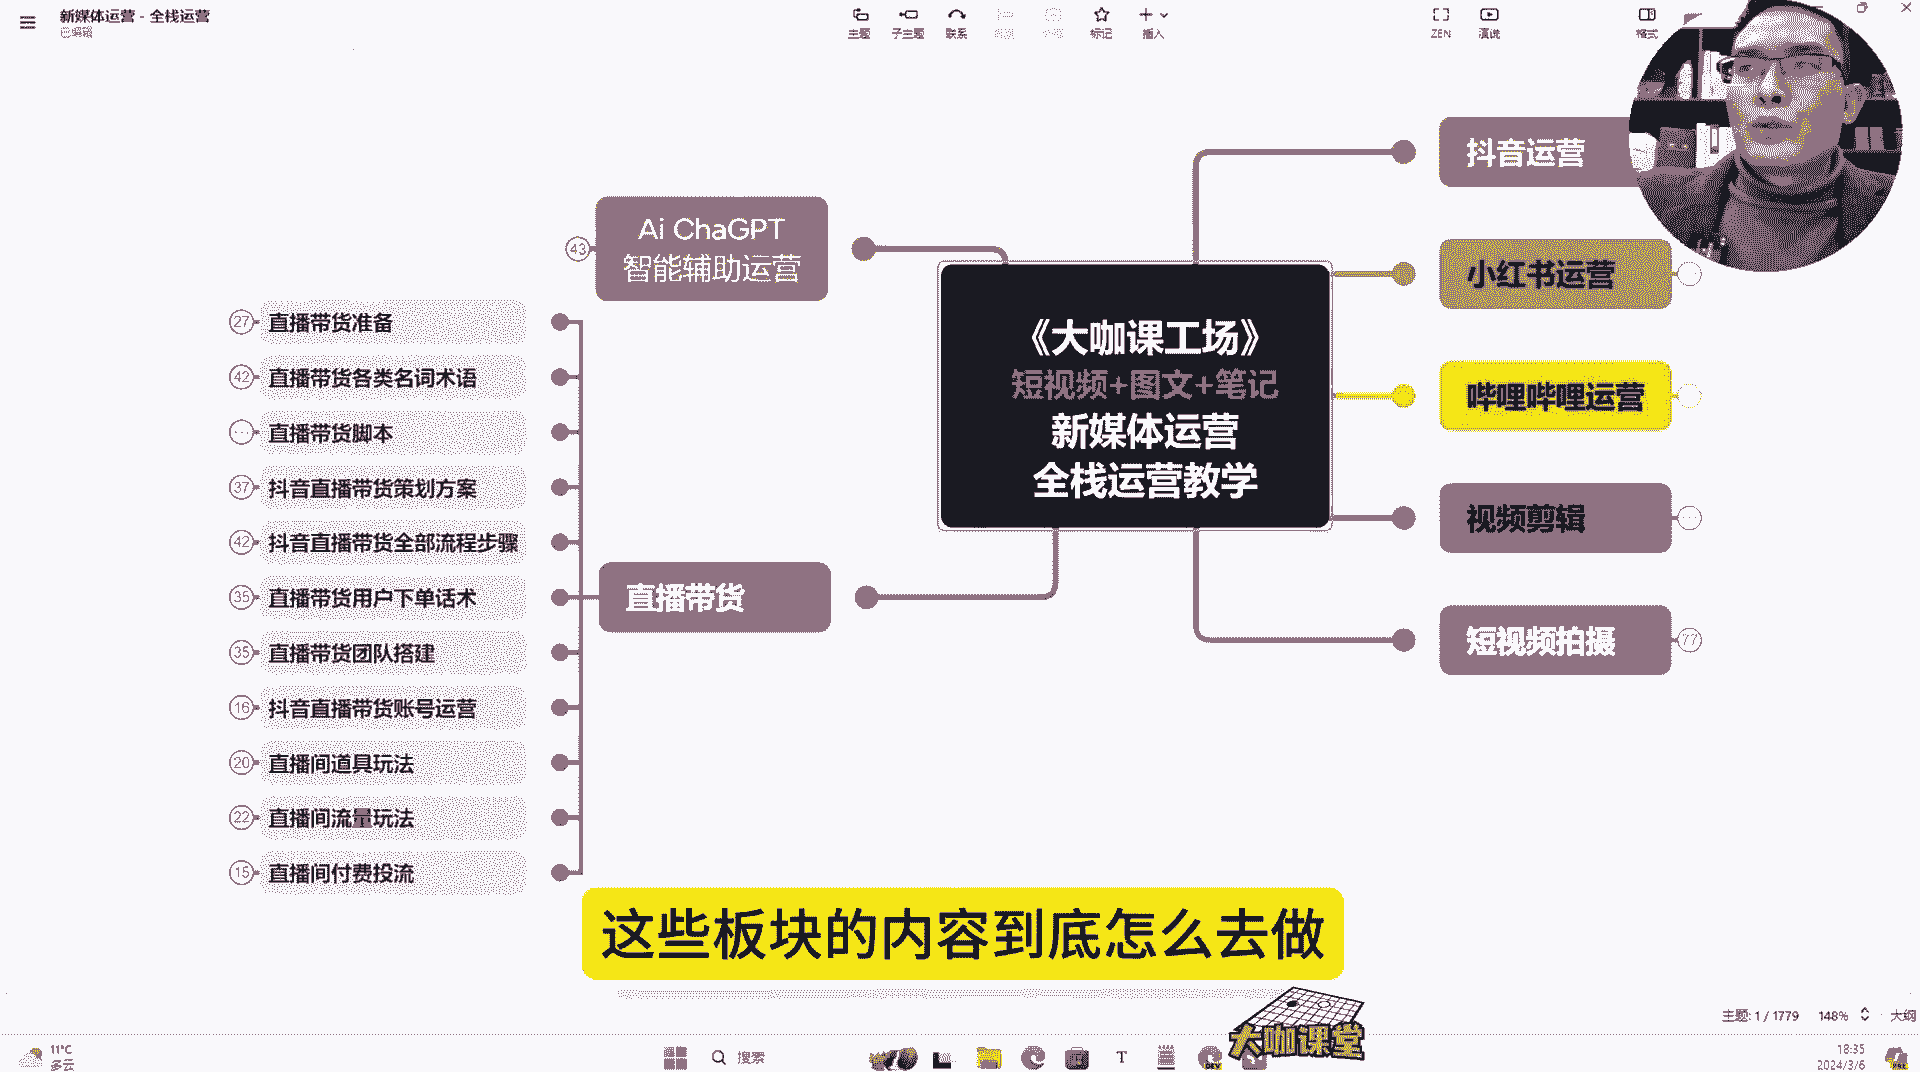 新媒体运营 - 全栈运营
已编辑
主题
子主题
联系
标记
插入
ZEN
演说
格式
抖音运营
Ai ChaGPT
智能辅助运营
43
小红书运营
《大咖课工场》
短视频+图文+笔记
新媒体运营
全栈运营教学
哔哩哔哩运营
视频剪辑
短视频拍摄
77
直播带货
27
直播带货准备
42
直播带货各类名词术语
直播带货脚本
37
抖音直播带货策划方案
42
抖音直播带货全部流程步骤
35
直播带货用户下单话术
35
直播带货团队搭建
16
抖音直播带货账号运营
20
直播间道具玩法
22
直播间流量玩法
15
直播间付费投流
这些板块的内容到底怎么去做
大咖课堂
主题: 1 / 1779
148%
大纲
11°C
多云
搜索
T
DEV
18:35
2024/3/6